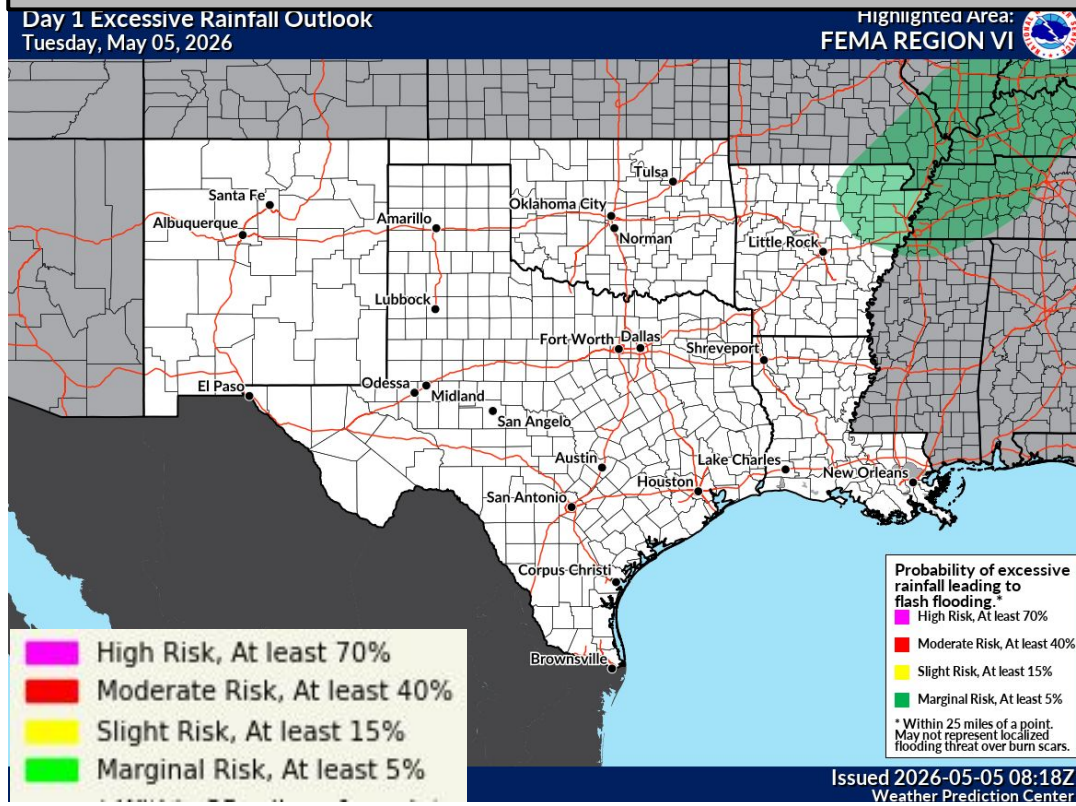 Day 1 Excessive Rainfall Outlook
Tuesday, May 05, 2026
Highlighted Area:
FEMA REGION VI
Santa Fe
Albuquerque
Amarillo
Tulsa
Oklahoma City
Norman
Little Rock
Lubbock
Fort Worth
Dallas
Shreveport
El Paso
Odessa
Midland
San Angelo
Austin
Lake Charles
Houston
New Orleans
San Antonio
Corpus Christi
Brownsville
Probability of excessive
rainfall leading to
flash flooding.*
High Risk, At least 70%
Moderate Risk, At least 40%
Slight Risk, At least 15%
Marginal Risk, At least 5%
* Within 25 miles of a point.
May not represent localized
flooding threat over burn scars.
High Risk, At least 70%
Moderate Risk, At least 40%
Slight Risk, At least 15%
Marginal Risk, At least 5%
Issued 2026-05-05 08:18Z
Weather Prediction Center